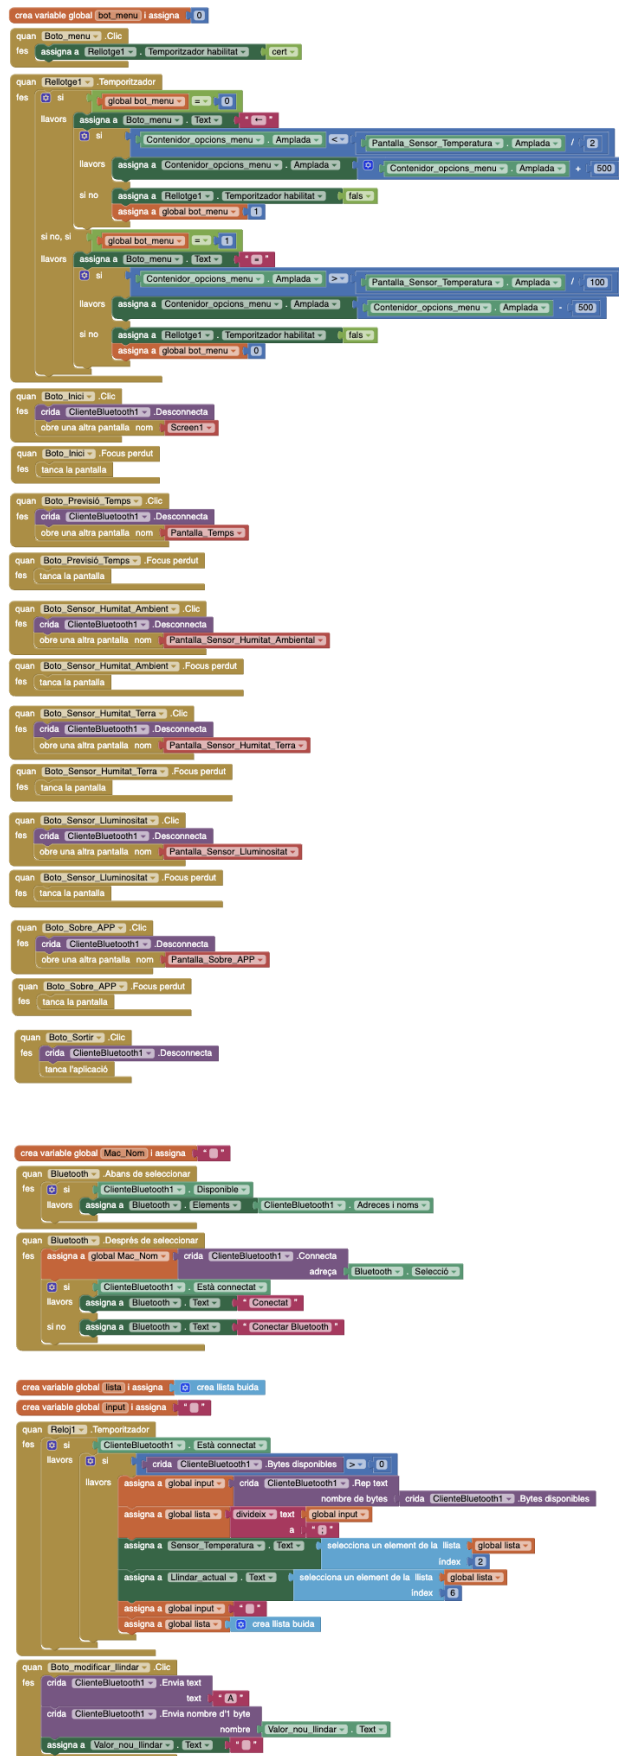 crea variable global bot_menu i assigna 0
quan Boto_menu .Clic
fes assigna a Rellotge1 . Temporitzador habilitat cert
quan Rellotge1 .Temporitzador
fes si global bot_menu = 0
llavors assigna a Boto_menu . Text " ← "
si Contenidor_opcions_menu . Amplada < Pantalla_Sensor_Temperatura . Amplada / 2
llavors assigna a Contenidor_opcions_menu . Amplada Contenidor_opcions_menu . Amplada + 500
si no assigna a Rellotge1 . Temporitzador habilitat fals
assigna a global bot_menu 1
si no, si global bot_menu = 1
llavors assigna a Boto_menu . Text
si Contenidor_opcions_menu . Amplada > Pantalla_Sensor_Temperatura . Amplada / 100
llavors assigna a Contenidor_opcions_menu . Amplada Contenidor_opcions_menu . Amplada - 500
si no assigna a Rellotge1 . Temporitzador habilitat fals
assigna a global bot_menu 0
quan Boto_Inici .Clic
fes crida ClienteBluetooth1 .Desconnecta
obre una altra pantalla nom Screen1
quan Boto_Inici .Focus perdut
fes tanca la pantalla
quan Boto_Previsió_Temps .Clic
fes crida ClienteBluetooth1 .Desconnecta
obre una altra pantalla nom Pantalla_Temps
quan Boto_Previsió_Temps .Focus perdut
fes tanca la pantalla
quan Boto_Sensor_Humitat_Ambient .Clic
fes crida ClienteBluetooth1 .Desconnecta
obre una altra pantalla nom Pantalla_Sensor_Humitat_Ambiental
quan Boto_Sensor_Humitat_Ambient .Focus perdut
fes tanca la pantalla
quan Boto_Sensor_Humitat_Terra .Clic
fes crida ClienteBluetooth1 .Desconnecta
obre una altra pantalla nom Pantalla_Sensor_Humitat_Terra
quan Boto_Sensor_Humitat_Terra .Focus perdut
fes tanca la pantalla
quan Boto_Sensor_Lluminositat .Clic
fes crida ClienteBluetooth1 .Desconnecta
obre una altra pantalla nom Pantalla_Sensor_Lluminositat
quan Boto_Sensor_Lluminositat .Focus perdut
fes tanca la pantalla
quan Boto_Sobre_APP .Clic
fes crida ClienteBluetooth1 .Desconnecta
obre una altra pantalla nom Pantalla_Sobre_APP
quan Boto_Sobre_APP .Focus perdut
fes tanca la pantalla
quan Boto_Sortir .Clic
fes crida ClienteBluetooth1 .Desconnecta
tanca l'aplicació
crea variable global Mac_Nom i assigna " "
quan Bluetooth .Abans de seleccionar
fes si ClienteBluetooth1 . Disponible
llavors assigna a Bluetooth . Elements ClienteBluetooth1 . Adreces i noms
quan Bluetooth .Després de seleccionar
fes assigna a global Mac_Nom crida ClienteBluetooth1 .Connecta
adreça Bluetooth . Selecció
si ClienteBluetooth1 . Està connectat
llavors assigna a Bluetooth . Text " Conectat "
si no assigna a Bluetooth . Text " Conectar Bluetooth "
crea variable global lista i assigna crea llista buida
crea variable global input i assigna " "
quan Reloj1 .Temporitzador
fes si ClienteBluetooth1 . Està connectat
llavors si crida ClienteBluetooth1 .Bytes disponibles > 0
llavors assigna a global input crida ClienteBluetooth1 .Rep text
nombre de bytes crida ClienteBluetooth1 .Bytes disponibles
assigna a global lista divideix text global input
a
assigna a Sensor_Temperatura . Text selecciona un element de la llista global lista
índex 2
assigna a Llindar_actual . Text selecciona un element de la llista global lista
índex 6
assigna a global input " "
assigna a global lista crea llista buida
quan Boto_modificar_llindar .Clic
fes crida ClienteBluetooth1 .Envia text
text " A "
crida ClienteBluetooth1 .Envia nombre d'1 byte
nombre Valor_nou_llindar . Text
assigna a Valor_nou_llindar . Text " "